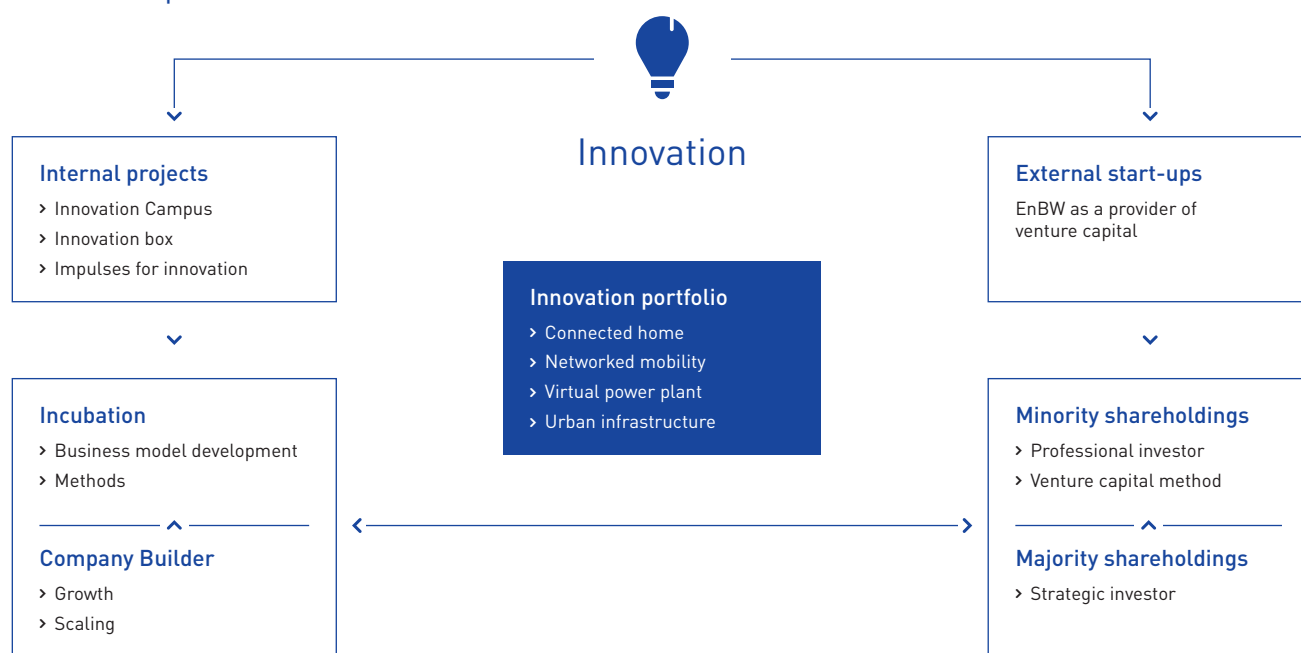 Innovation
Internal projects
Innovation Campus
Innovation box
Impulses for innovation
External start-ups
EnBW as a provider of
venture capital
Innovation portfolio
Connected home
Networked mobility
Virtual power plant
Urban infrastructure
Incubation
Business model development
Methods
Company Builder
Growth
Scaling
Minority shareholdings
Professional investor
Venture capital method
Majority shareholdings
Strategic investor